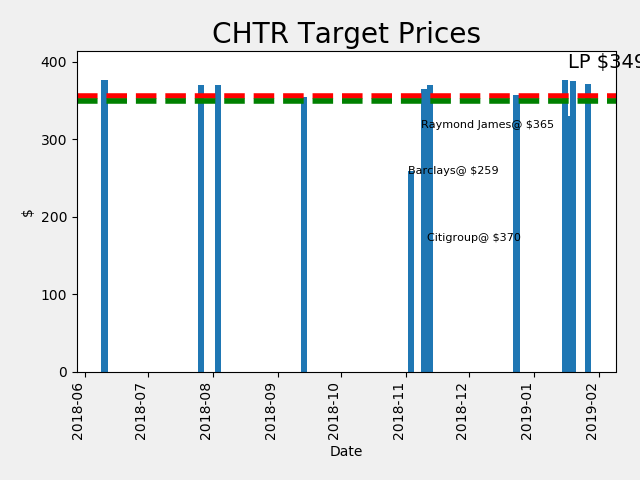 CHTR Target Prices
LP $349
400
300
200
100
0
$
Raymond James@ $365
Barclays@ $259
Citigroup@ $370
2018-06
2018-07
2018-08
2018-09
2018-10
2018-11
2018-12
2019-01
2019-02
Date